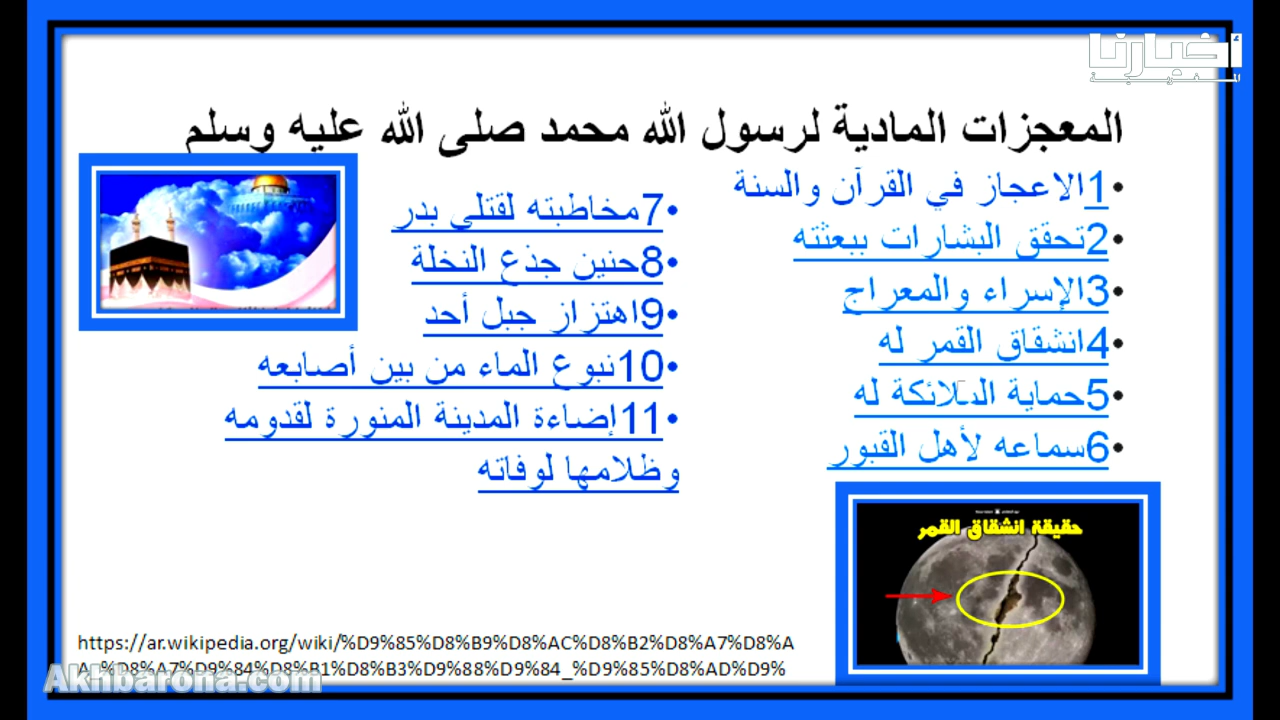 أخبارنا
المغربية
المعجزات المادية لرسول الله محمد صلى الله عليه وسلم
•1الاعجاز في القرآن والسنة
•2تحقق البشارات ببعثته
•3الإسراء والمعراج
•4انشقاق القمر له
•5حماية الملائكة له
•6سماعه لأهل القبور
•7مخاطبته لقتلى بدر
•8حنين جذع النخلة
•9اهتزاز جبل أحد
•10نبوع الماء من بين أصابعه
•11إضاءة المدينة المنورة لقدومه
وظلامها لوفاته
حقيقة انشقاق القمر
https://ar.wikipedia.org/wiki/%D9%85%D8%B9%D8%AC%D8%B2%D8%A7%D8%A
%D8%A7%D9%84%D8%B1%D8%B3%D9%88%D9%84_%D9%85%D8%AD%D9%
Akhbarona.com